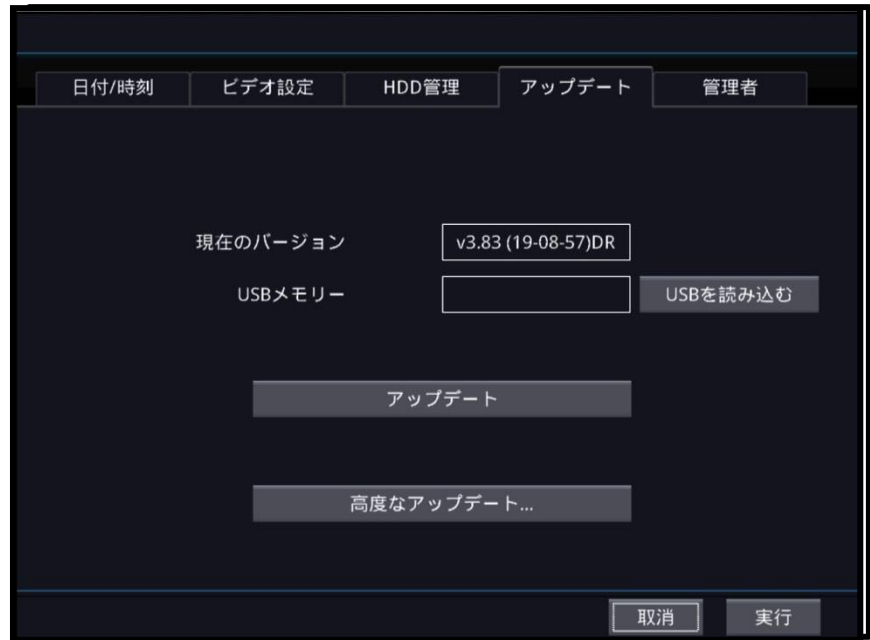 日付/時刻 ビデオ設定 HDD管理 アップデート 管理者
現在のバージョン v3.83 (19-08-57)DR
USBメモリー USBを読み込む
アップデート
高度なアップデート...
取消 実行